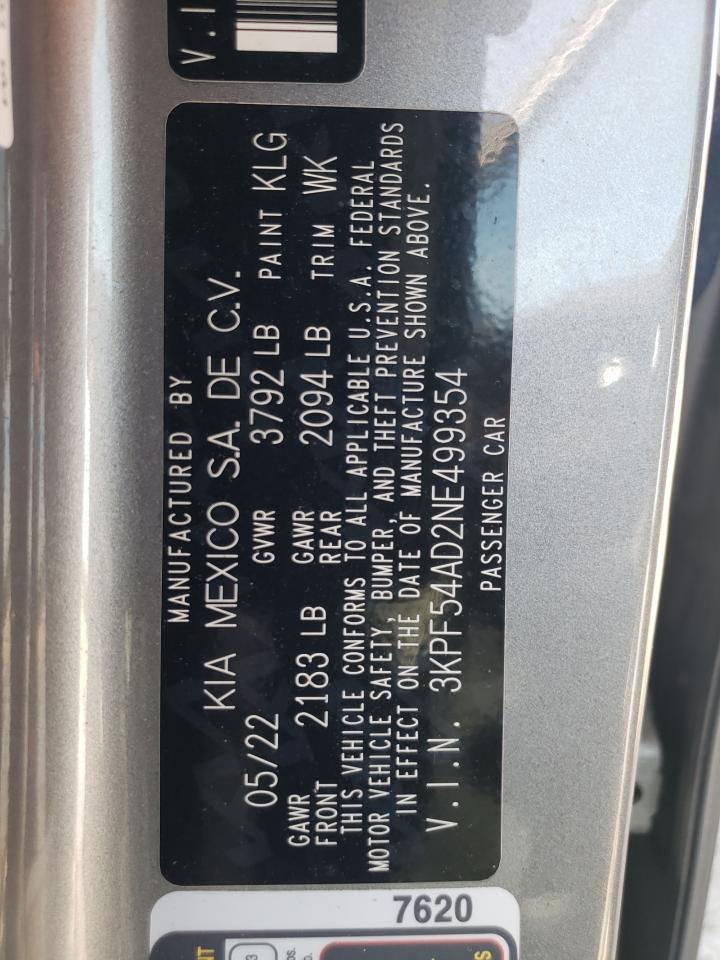 V.I
MANUFACTURED BY
KIA MEXICO S.A. DE C.V.
05/22 GVWR 3792 LB PAINT KLG
GAWR FRONT 2183 LB GAWR REAR 2094 LB TRIM WK
THIS VEHICLE CONFORMS TO ALL APPLICABLE U.S.A. FEDERAL
MOTOR VEHICLE SAFETY, BUMPER, AND THEFT PREVENTION STANDARDS
IN EFFECT ON THE DATE OF MANUFACTURE SHOWN ABOVE.
V.I.N. 3KPF54AD2NE499354
PASSENGER CAR
7620
NT
3